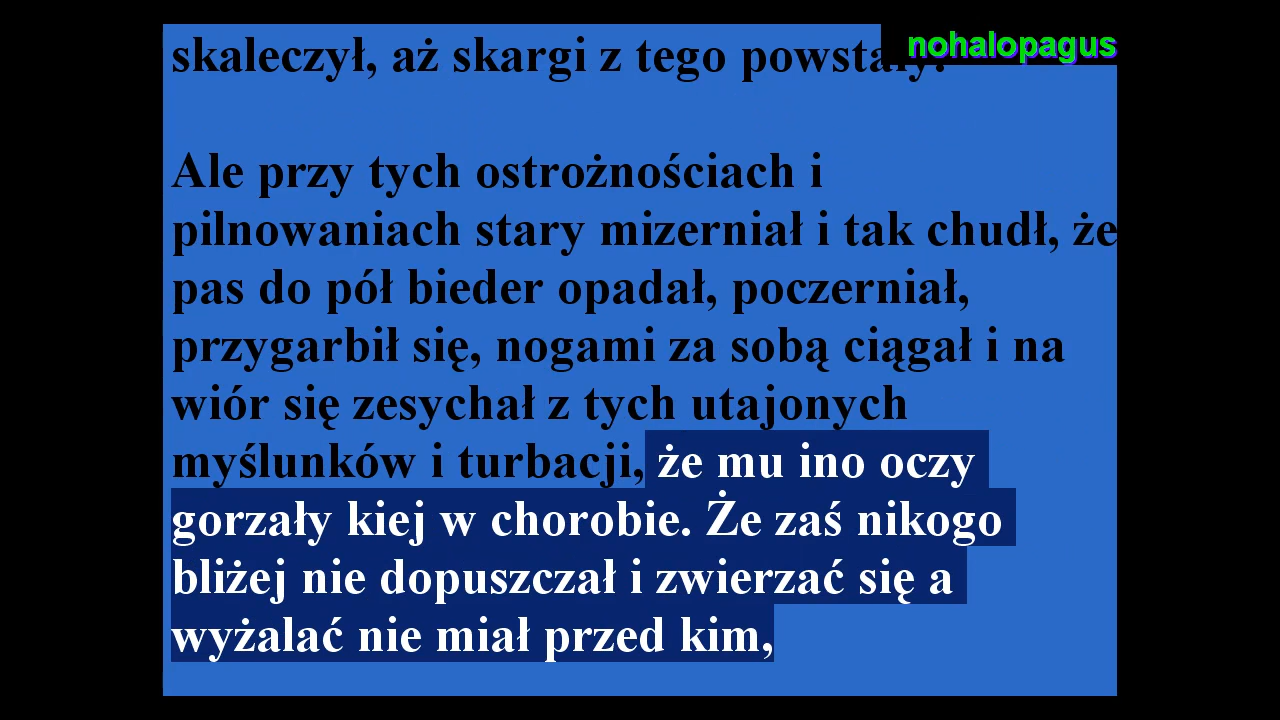 skaleczył, aż skargi z tego powstały.
nohalopagus
Ale przy tych ostrożnościach i
pilnowaniach stary mizerniał i tak chudł, że
pas do pół bieder opadał, poczerniał,
przygarbił się, nogami za sobą ciągał i na
wiór się zesychał z tych utajonych
myślunków i turbacji, że mu ino oczy
gorzały kiej w chorobie. Że zaś nikogo
bliżej nie dopuszczał i zwierzać się a
wyżalać nie miał przed kim,